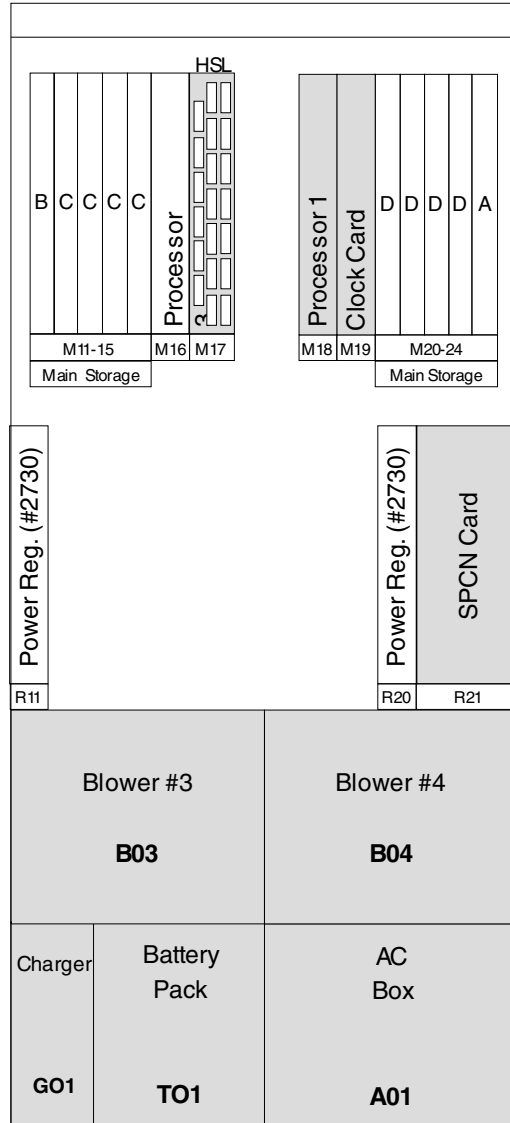 HSL
B C C C C
Processor
3
Processor 1
Clock Card
D D D D A
M11-15 M16 M17
M18 M19 M20-24
Main Storage
Main Storage
Power Reg. (#2730)
Power Reg. (#2730)
SPCN Card
R11
R20 R21
Blower #3
B03
Blower #4
B04
Charger
GO1
Battery
Pack
TO1
AC
Box
A01